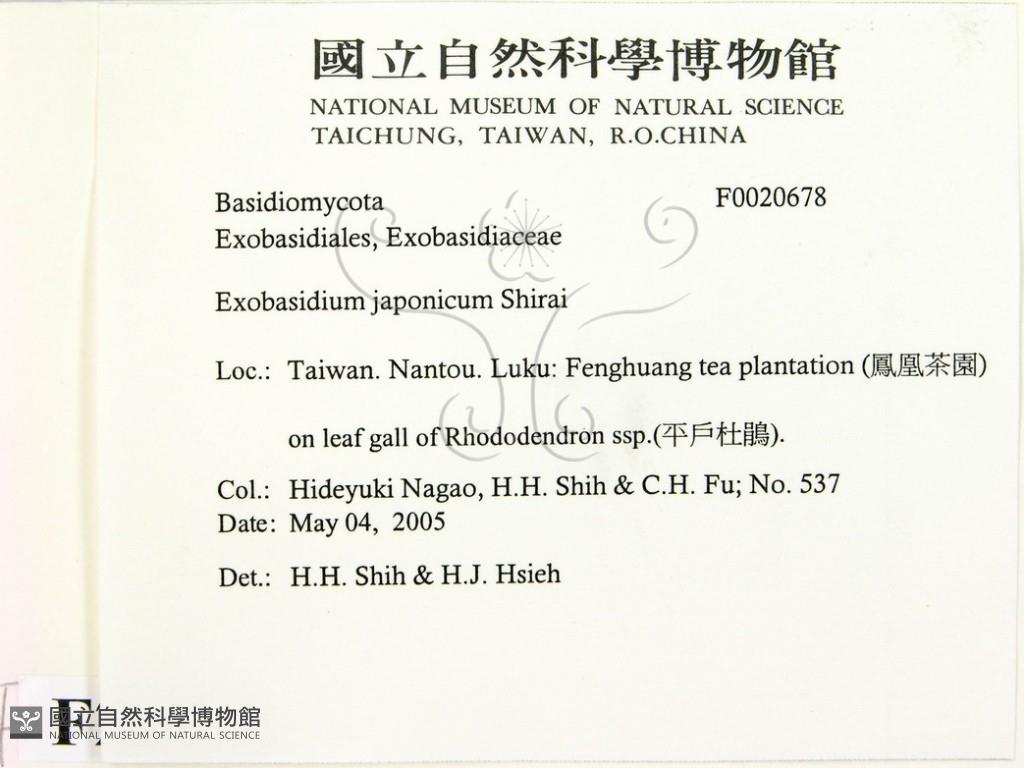 國立自然科學博物館
NATIONAL MUSEUM OF NATURAL SCIENCE
TAICHUNG, TAIWAN, R.O.CHINA
Basidiomycota F0020678
Exobasidiales, Exobasidiaceae
Exobasidium japonicum Shirai
Loc.: Taiwan. Nantou. Luku: Fenghuang tea plantation (鳳凰茶園)
on leaf gall of Rhododendron ssp.(平戶杜鵑).
Col.: Hideyuki Nagao, H.H. Shih & C.H. Fu; No. 537
Date: May 04, 2005
Det.: H.H. Shih & H.J. Hsieh
F.
國立自然科學博物館
NATIONAL MUSEUM OF NATURAL SCIENCE